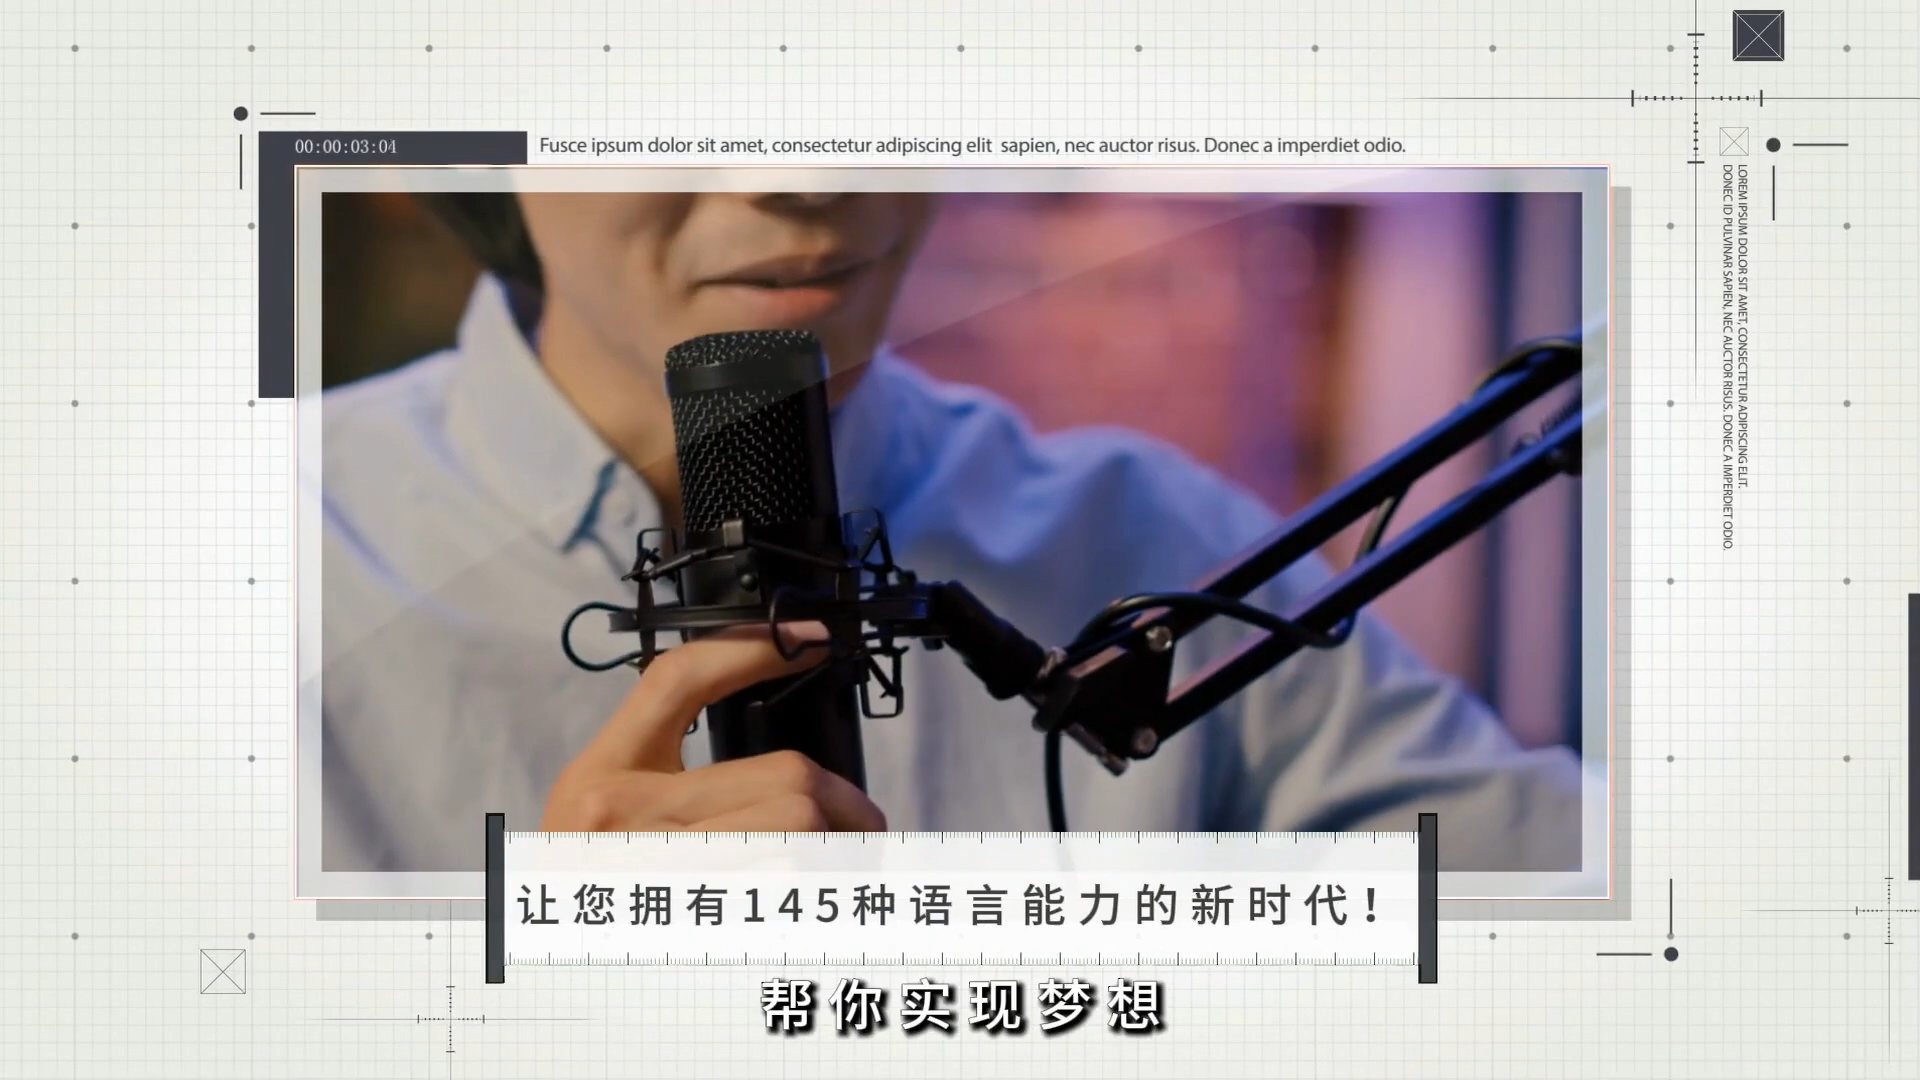 00:00:03:04
Fusce ipsum dolor sit amet, consectetur adipiscing elit sapien, nec auctor risus. Donec a imperdiet odio.
LOREM IPSUM DOLOR SIT AMET, CONSECTETUR ADIPISCING ELIT.
DONEC ID PULVINAR SAPIEN, NEC AUCTOR RISUS. DONEC A IMPERDIET ODIO.
让您拥有145种语言能力的新时代！
帮你实现梦想